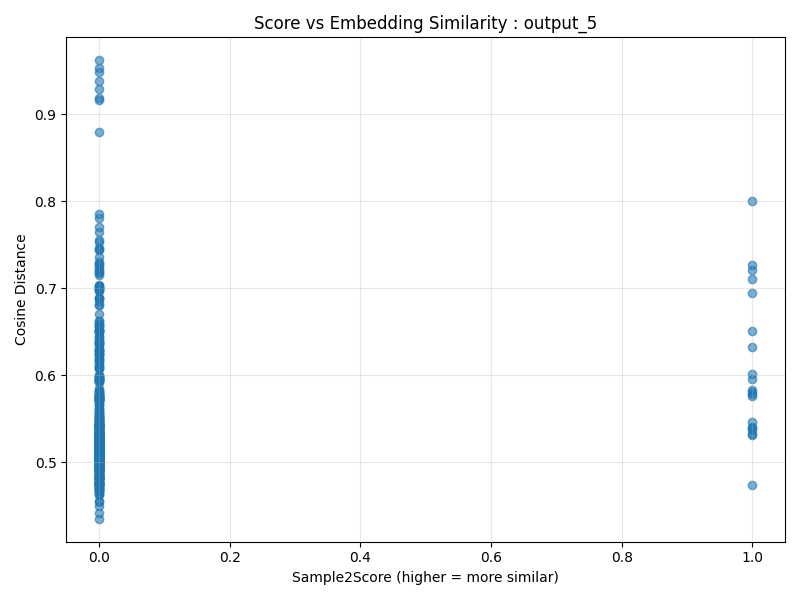 Score vs Embedding Similarity : output_5
Cosine Distance
0.9
0.8
0.7
0.6
0.5
0.0 0.2 0.4 0.6 0.8 1.0
Sample2Score (higher = more similar)